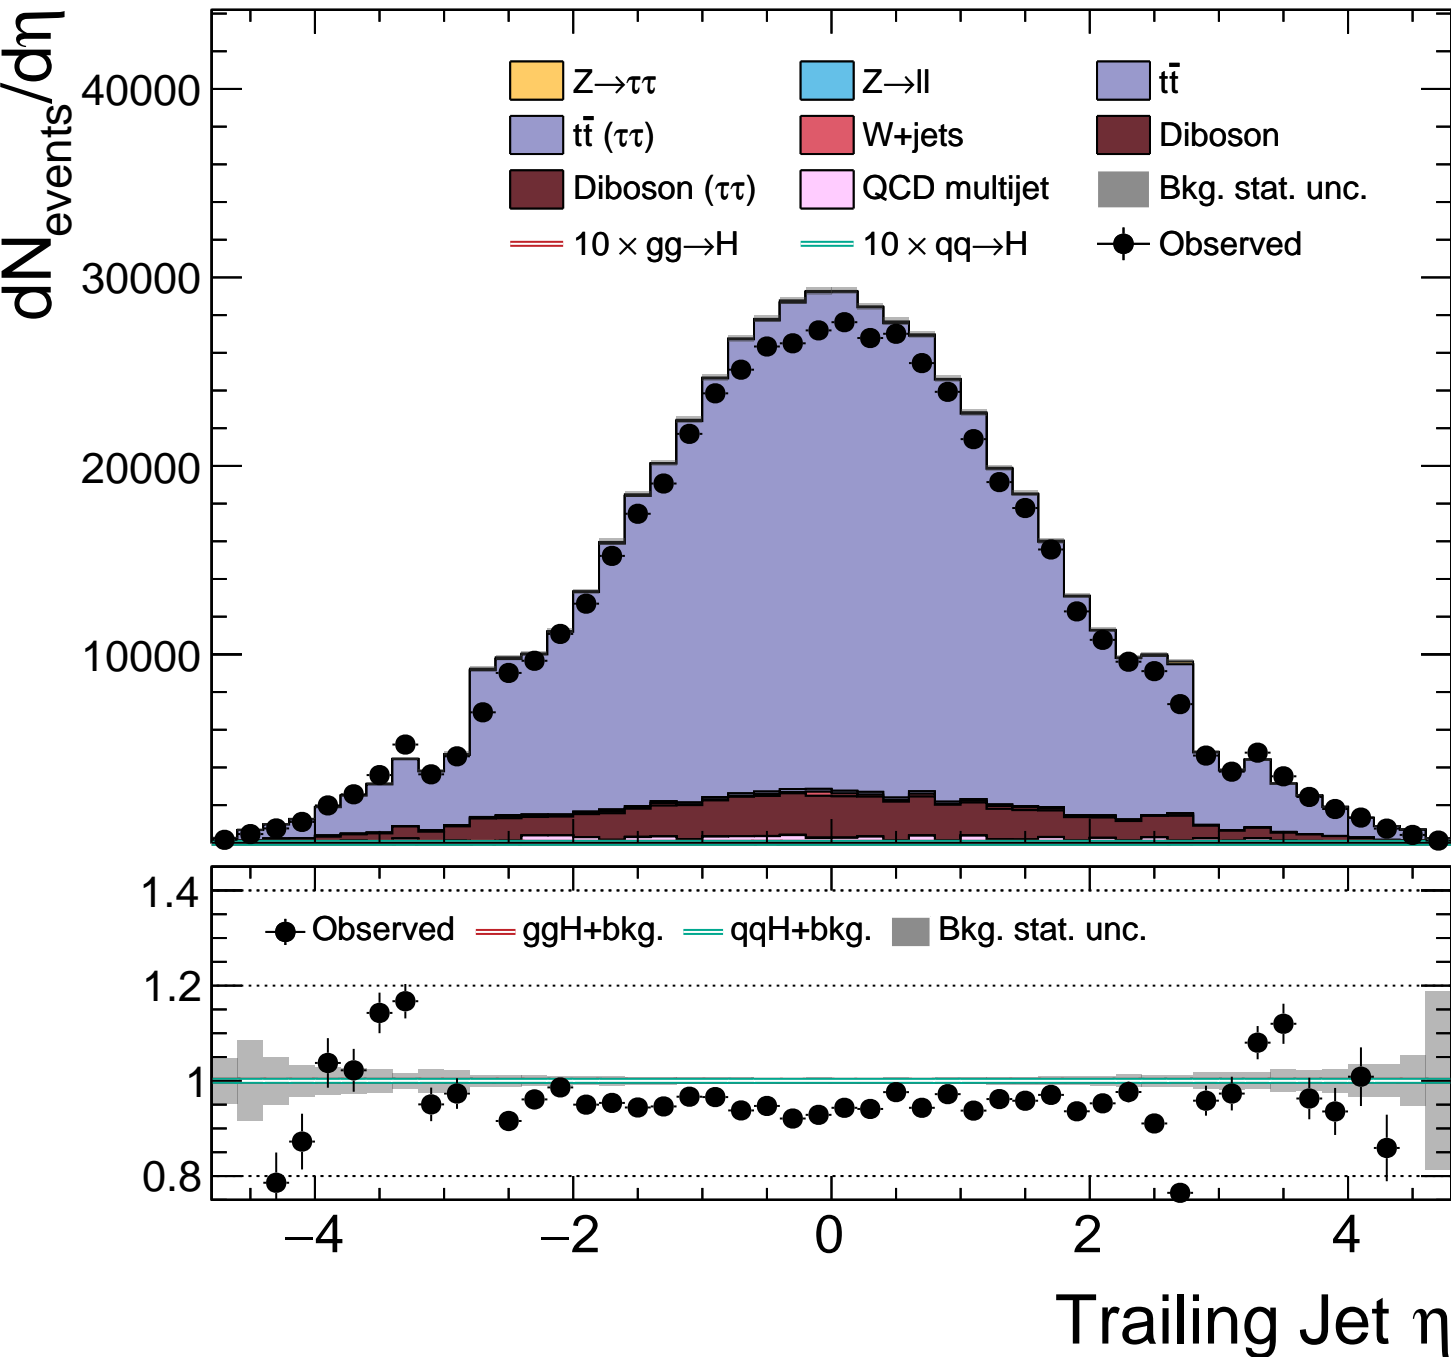 dN_events/dη
40000
30000
20000
10000
Z→ττ Z→ll tt̄
tt̄ (ττ) W+jets Diboson
Diboson (ττ) QCD multijet Bkg. stat. unc.
10 × gg→H 10 × qq→H Observed
1.4
1.2
1
0.8
Observed ggH+bkg. qqH+bkg. Bkg. stat. unc.
−4 −2 0 2 4
Trailing Jet η